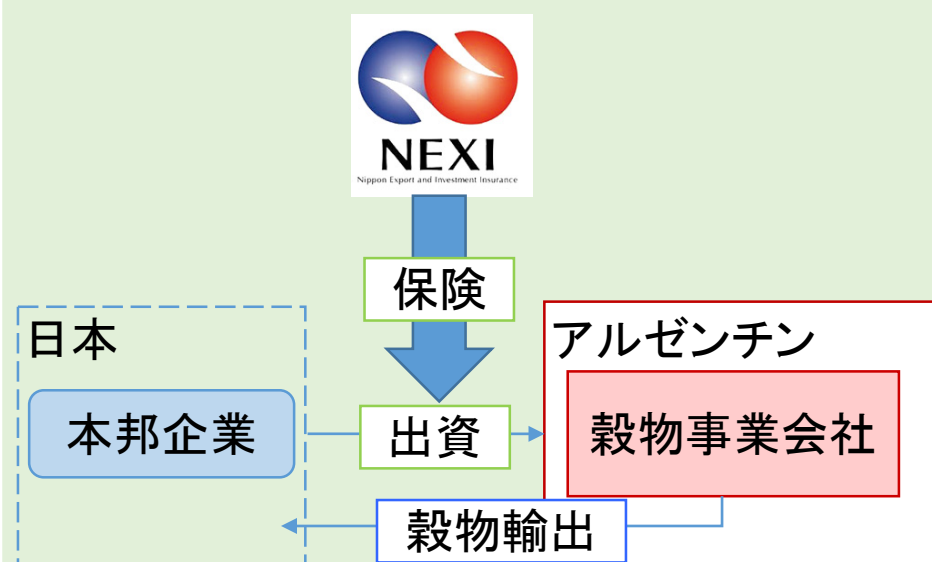 NEXI
Nippon Export and Investment Insurance
保険
日本
アルゼンチン
本邦企業
出資
穀物事業会社
穀物輸出